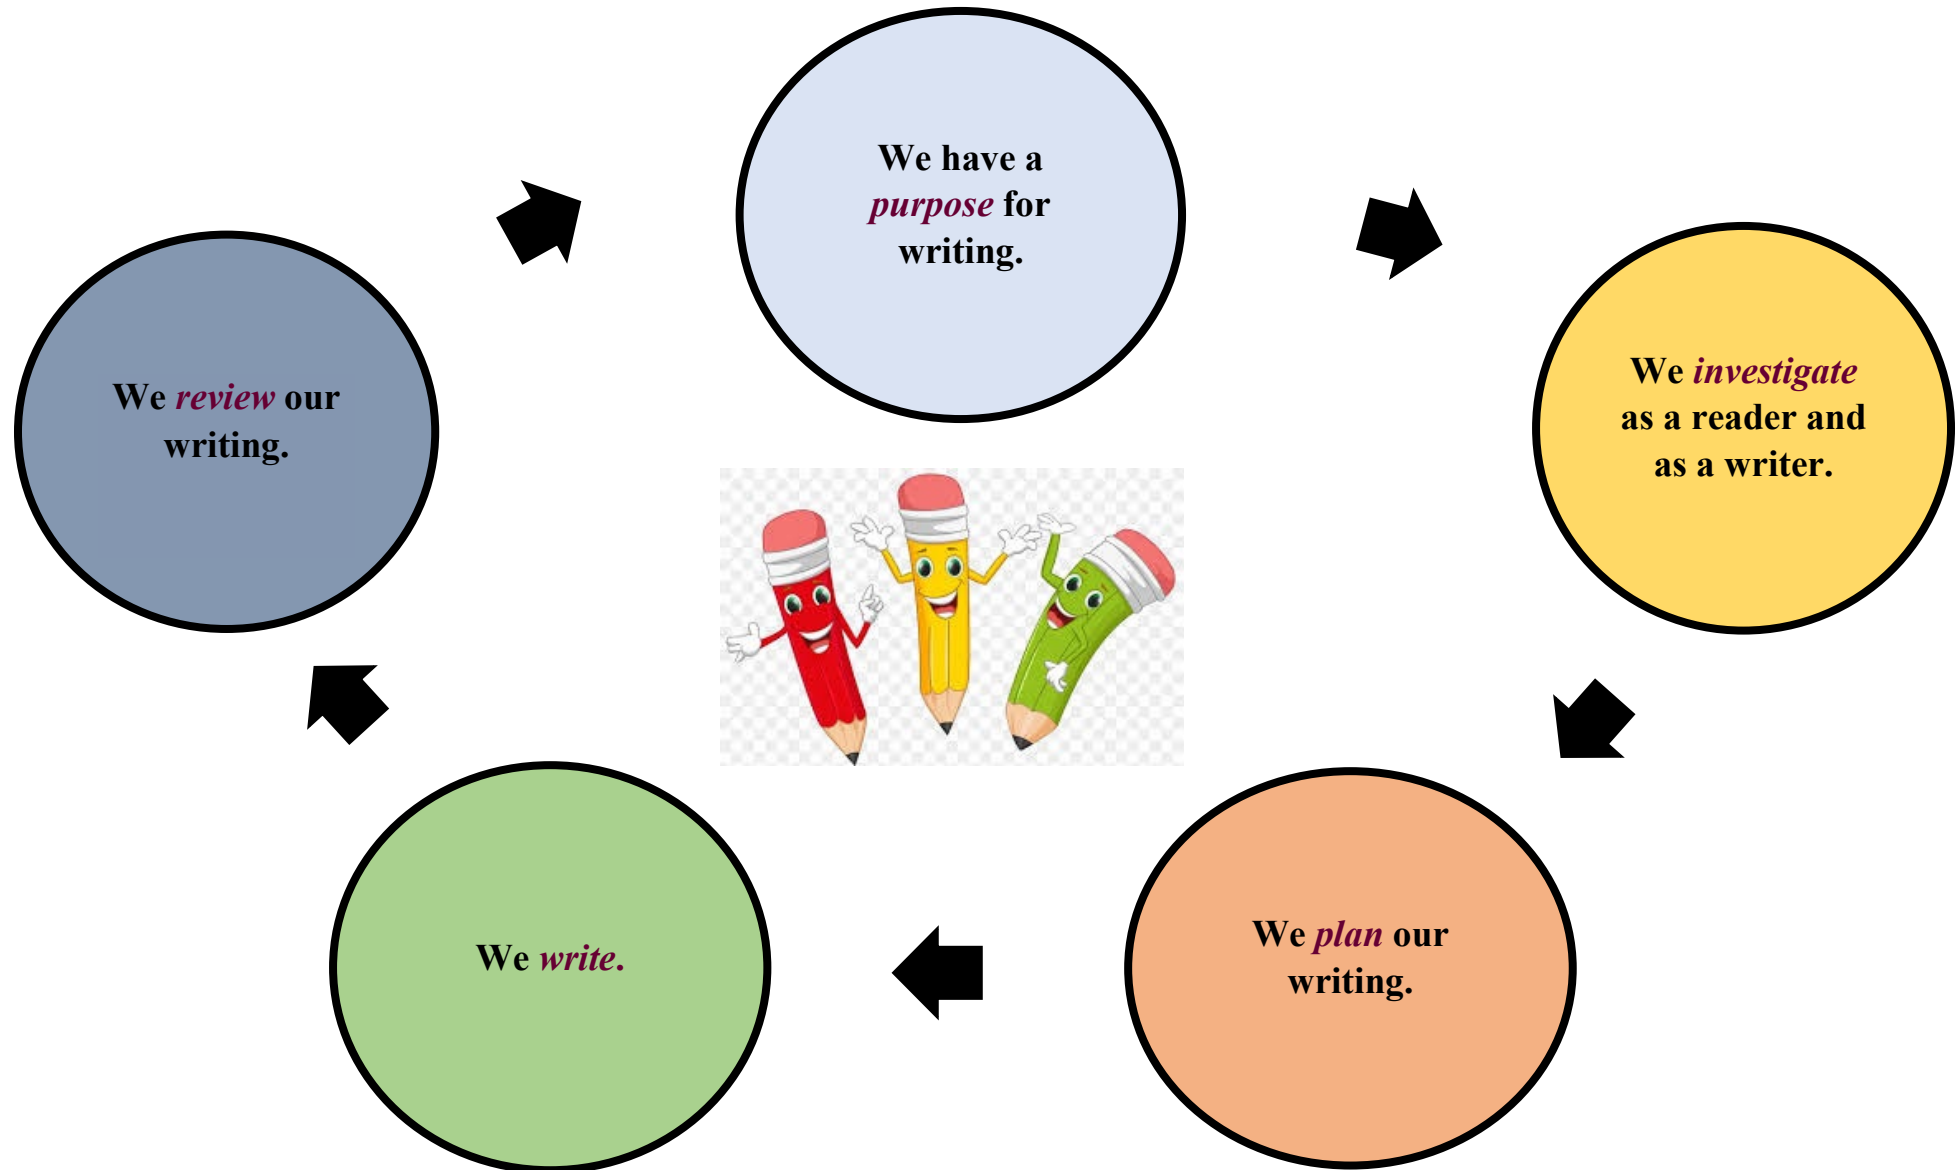 We have a
purpose for
writing.
We investigate
as a reader and
as a writer.
We plan our
writing.
We write.
We review our
writing.